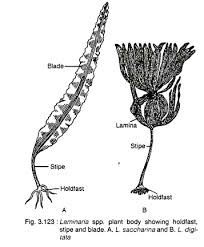 Blade
Lamina
Stipe
Stipe
Holdfast
Holdfast
A
B
Fig. 3.123 : Laminaria spp. plant body showing holdfast,
stipe and blade. A. L. saccharina and B. L. digi-
tata